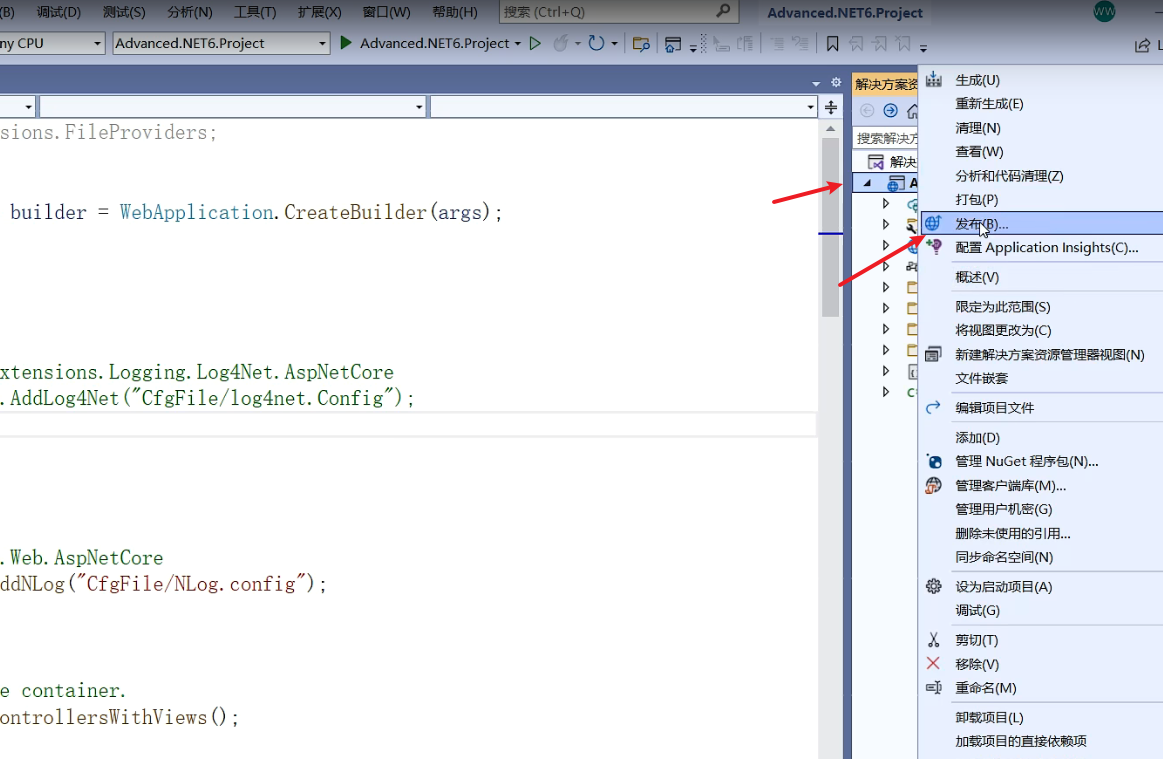 (B) 调试(D) 测试(S) 分析(N) 工具(T) 扩展(X) 窗口(W) 帮助(H) 搜索 (Ctrl+Q) Advanced.NET6.Project WW
ny CPU Advanced.NET6.Project Advanced.NET6.Project
解决方案资
搜索解决方
解决
A
sions.FileProviders;
builder = WebApplication.CreateBuilder(args);
xtensions.Logging.Log4Net.AspNetCore
.AddLog4Net("CfgFile/log4net.Config");
.Web.AspNetCore
ddNLog("CfgFile/NLog.config");
e container.
ontrollersWithViews();
生成(U)
重新生成(E)
清理(N)
查看(W)
分析和代码清理(Z)
打包(P)
发布(B)...
配置 Application Insights(C)...
概述(V)
限定为此范围(S)
将视图更改为(C)
新建解决方案资源管理器视图(N)
文件嵌套
编辑项目文件
添加(D)
管理 NuGet 程序包(N)...
管理客户端库(M)...
管理用户机密(G)
删除未使用的引用...
同步命名空间(N)
设为启动项目(A)
调试(G)
剪切(T)
移除(V)
重命名(M)
卸载项目(L)
加载项目的直接依赖项